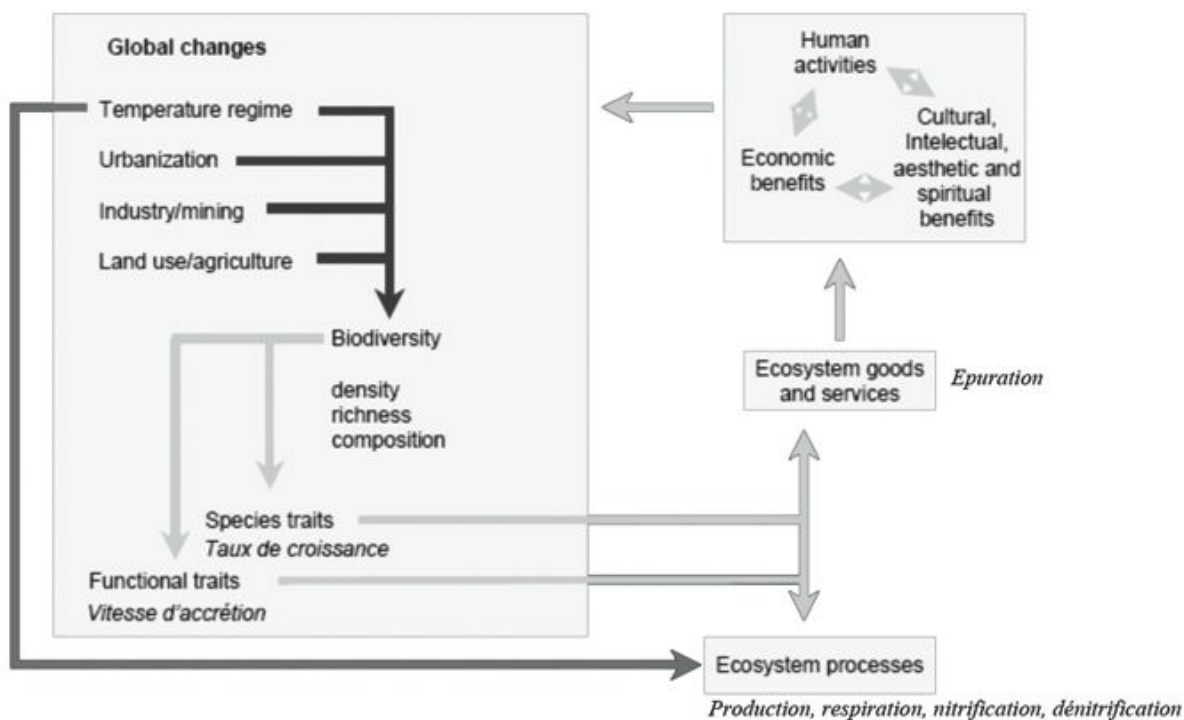 Global changes
Temperature regime
Urbanization
Industry/mining
Land use/agriculture
Biodiversity
density
richness
composition
Species traits
Taux de croissance
Functional traits
Vitesse d'accrétion
Human
activities
Economic
benefits
Cultural,
Intelectual,
aesthetic and
spiritual
benefits
Ecosystem goods
and services
Epuration
Ecosystem processes
Production, respiration, nitrification, dénitrification